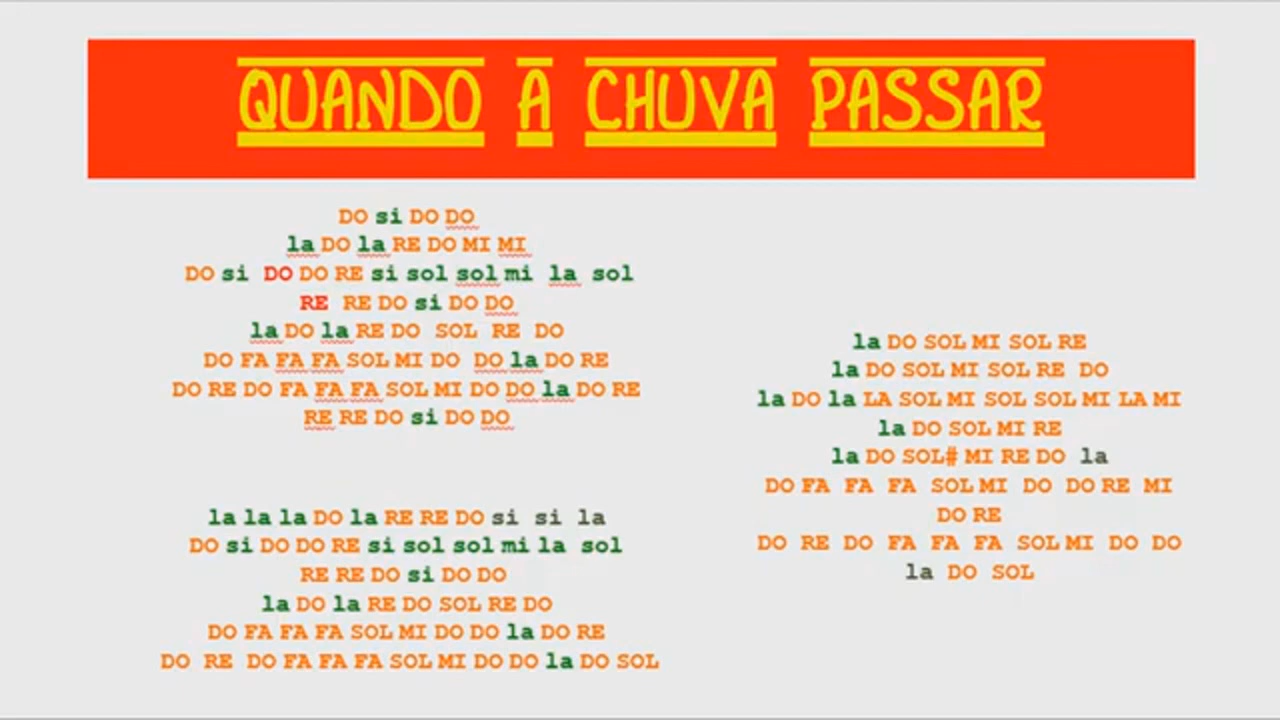 QUANDO A CHUVA PASSAR
DO si DO DO
la DO la RE DO MI MI
DO si DO DO RE si sol sol mi la sol
RE RE DO si DO DO
la DO la RE DO SOL RE DO
DO FA FA FA SOL MI DO DO la DO RE
DO RE DO FA FA FA SOL MI DO DO la DO RE
RE RE DO si DO DO
la la la DO la RE RE DO si si la
DO si DO DO RE si sol sol mi la sol
RE RE DO si DO DO
la DO la RE DO SOL RE DO
DO FA FA FA SOL MI DO DO la DO RE
DO RE DO FA FA FA SOL MI DO DO la DO SOL
la DO SOL MI SOL RE
la DO SOL MI SOL RE DO
la DO la LA SOL MI SOL SOL MI LA MI
la DO SOL MI RE
la DO SOL# MI RE DO la
DO FA FA FA SOL MI DO DO RE MI
DO RE
DO RE DO FA FA FA SOL MI DO DO
la DO SOL